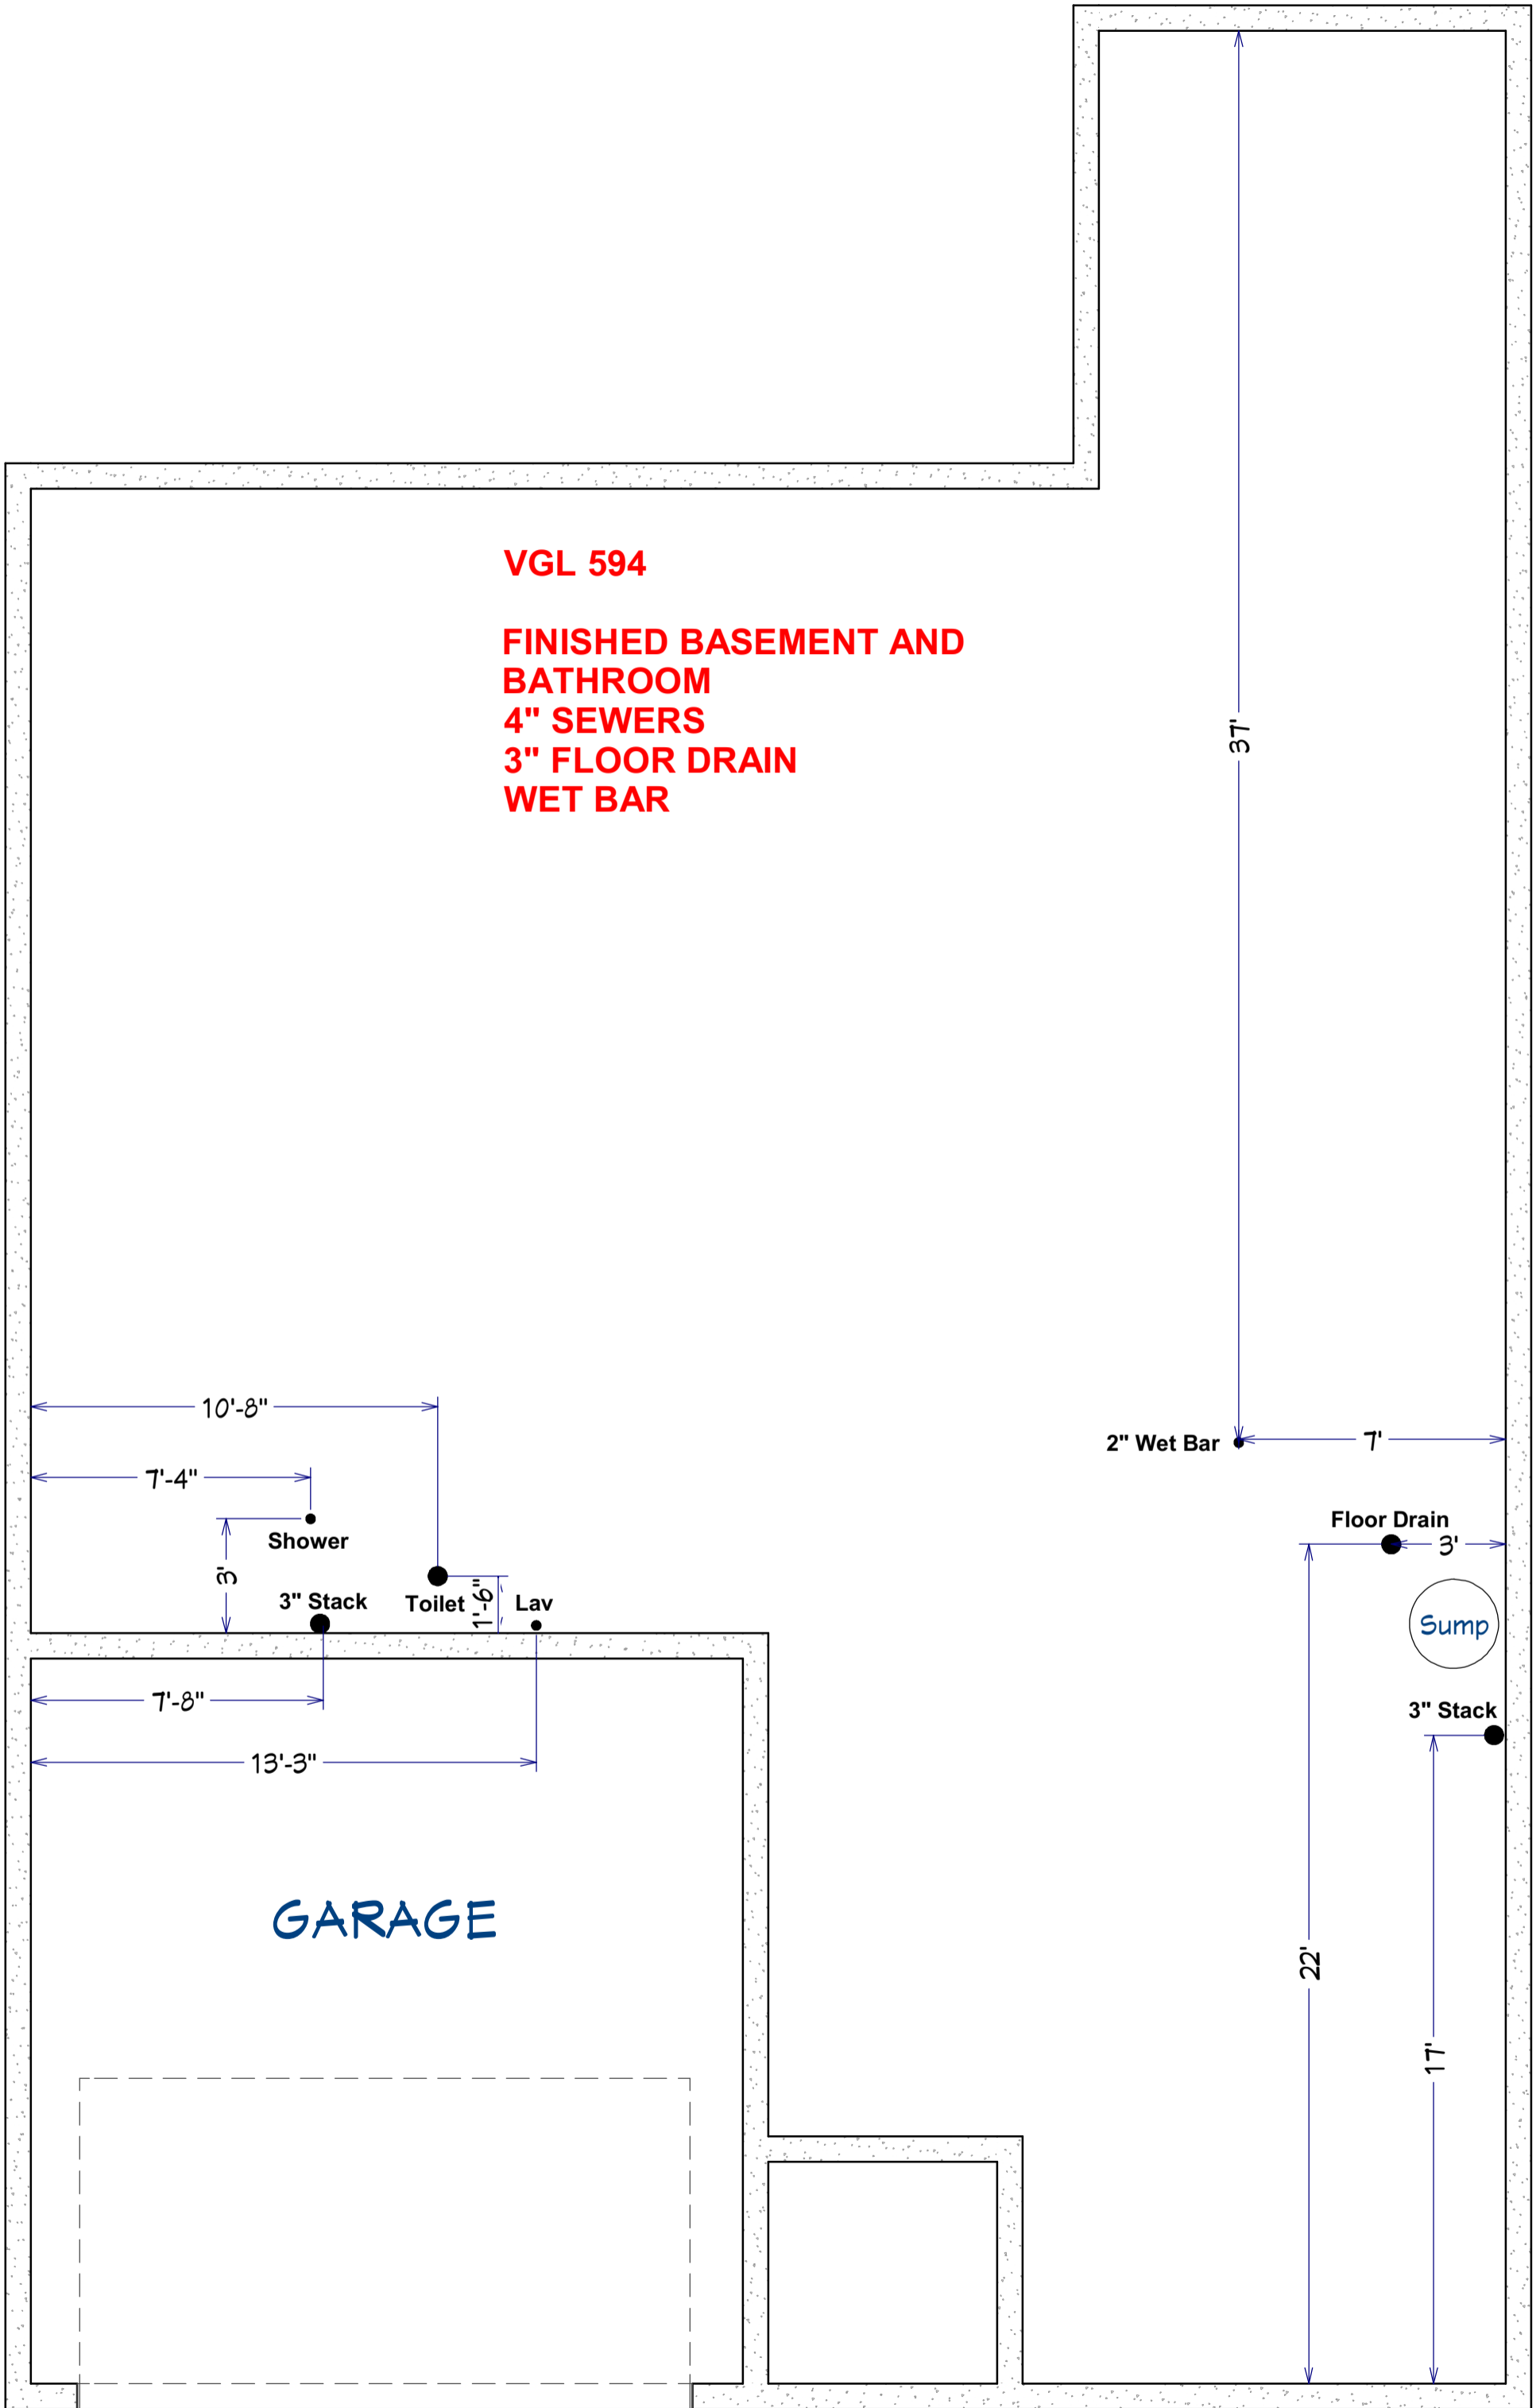 VGL 594
FINISHED BASEMENT AND
BATHROOM
4" SEWERS
3" FLOOR DRAIN
WET BAR
37'
10'-8"
2" Wet Bar
7'
7'-4"
Shower
Floor Drain
3'
3'
3" Stack
Toilet
1'-6"
Lav
Sump
7'-8"
3" Stack
13'-3"
GARAGE
22'
17'